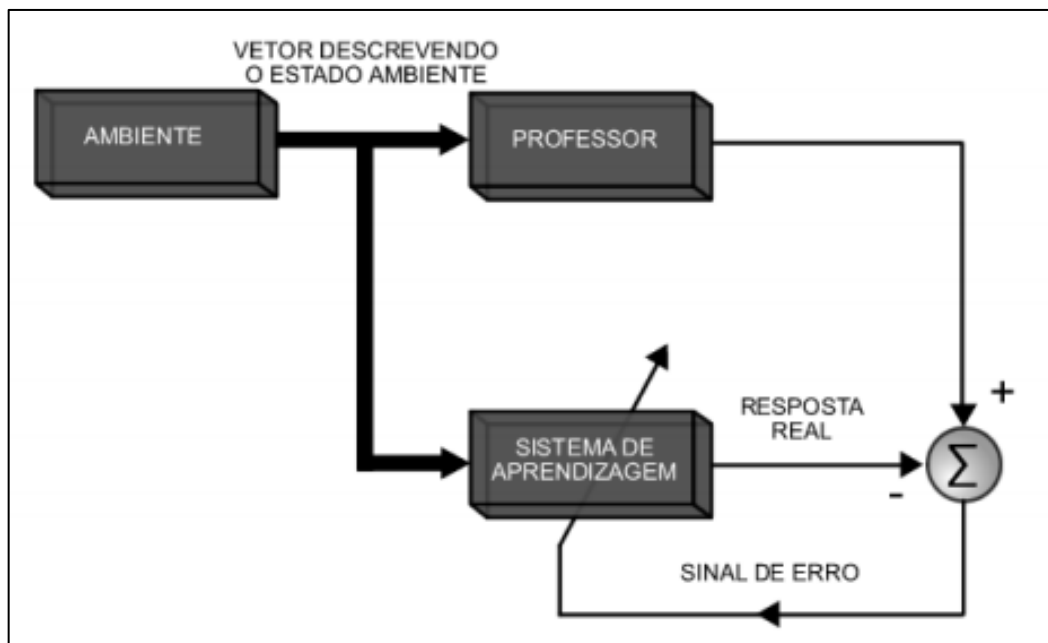 VETOR DESCREVENDO
O ESTADO AMBIENTE
AMBIENTE
PROFESSOR
+
RESPOSTA
REAL
SISTEMA DE
APRENDIZAGEM
Σ
-
SINAL DE ERRO